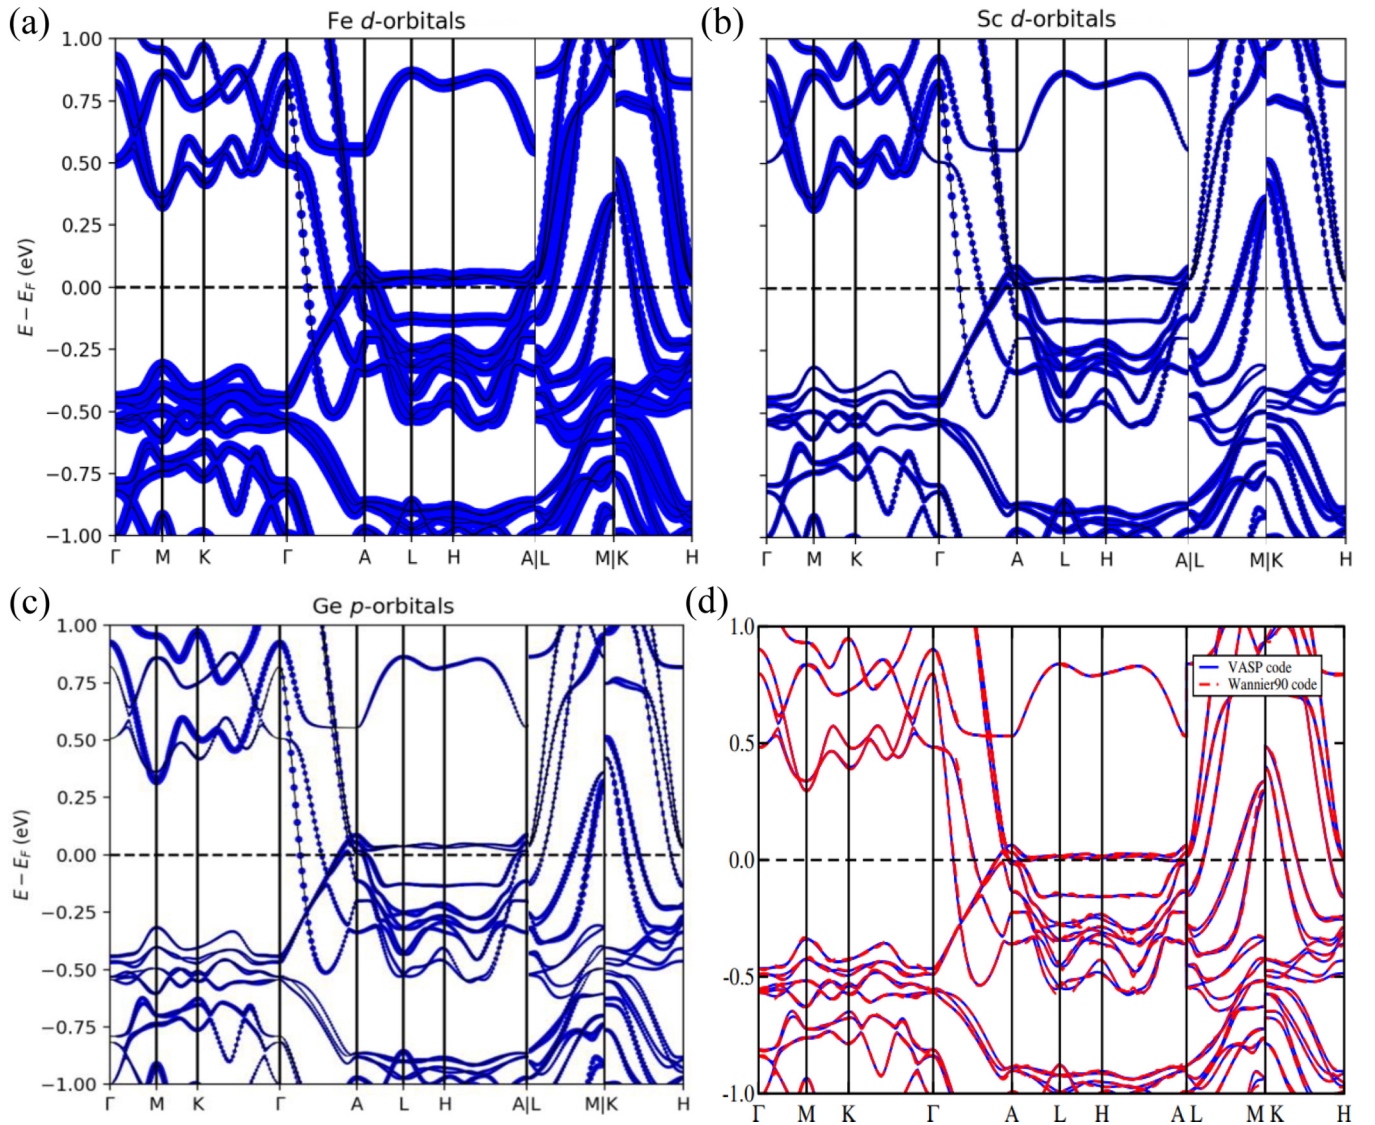 (a)
Fe d-orbitals
1.00
0.75
0.50
0.25
0.00
−0.25
−0.50
−0.75
−1.00
E − E_F (eV)
Γ M K Γ A L H A|L M|K H
(b)
Sc d-orbitals
Γ M K Γ A L H A|L M|K H
(c)
Ge p-orbitals
1.00
0.75
0.50
0.25
0.00
−0.25
−0.50
−0.75
−1.00
E − E_F (eV)
Γ M K Γ A L H A|L M|K H
(d)
1.0
0.5
0.0
-0.5
-1.0
VASP code
Wannier90 code
Γ M K Γ A L H A L M K H